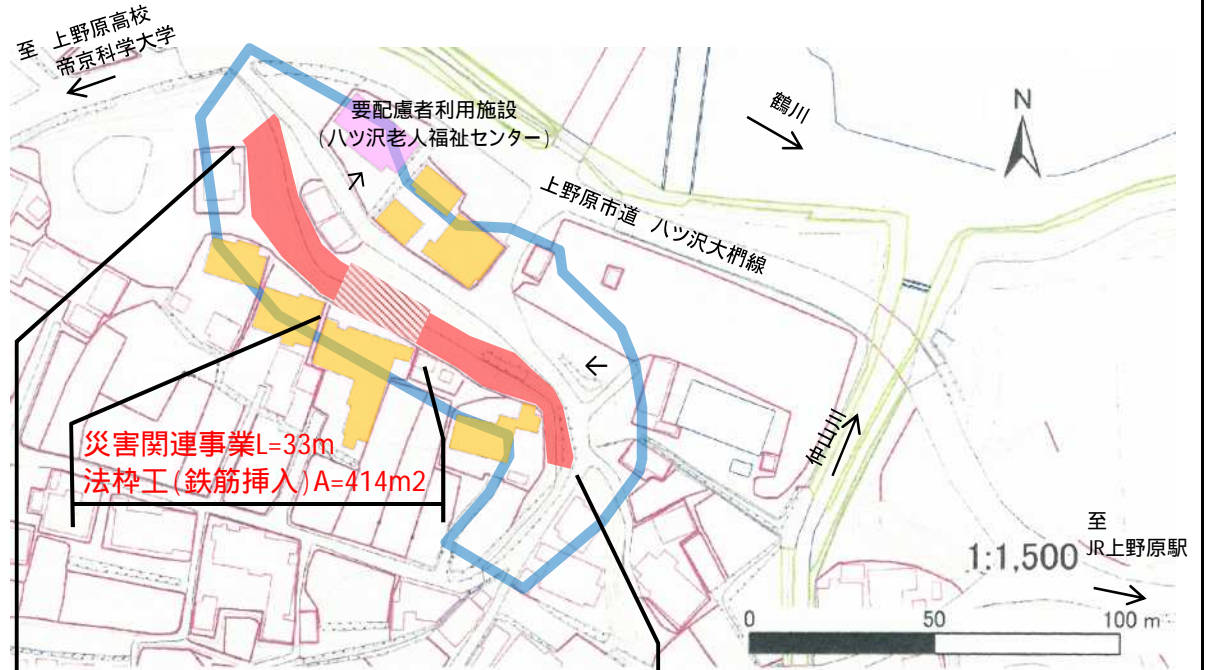 至 上野原高校
帝京科学大学
要配慮者利用施設
(八ツ沢老人福祉センター)
鶴川
N
上野原市道 八ツ沢大椚線
仲山川
災害関連事業L=33m
法枠工(鉄筋挿入)A=414m2
至
JR上野原駅
1:1,500
0 50 100 m